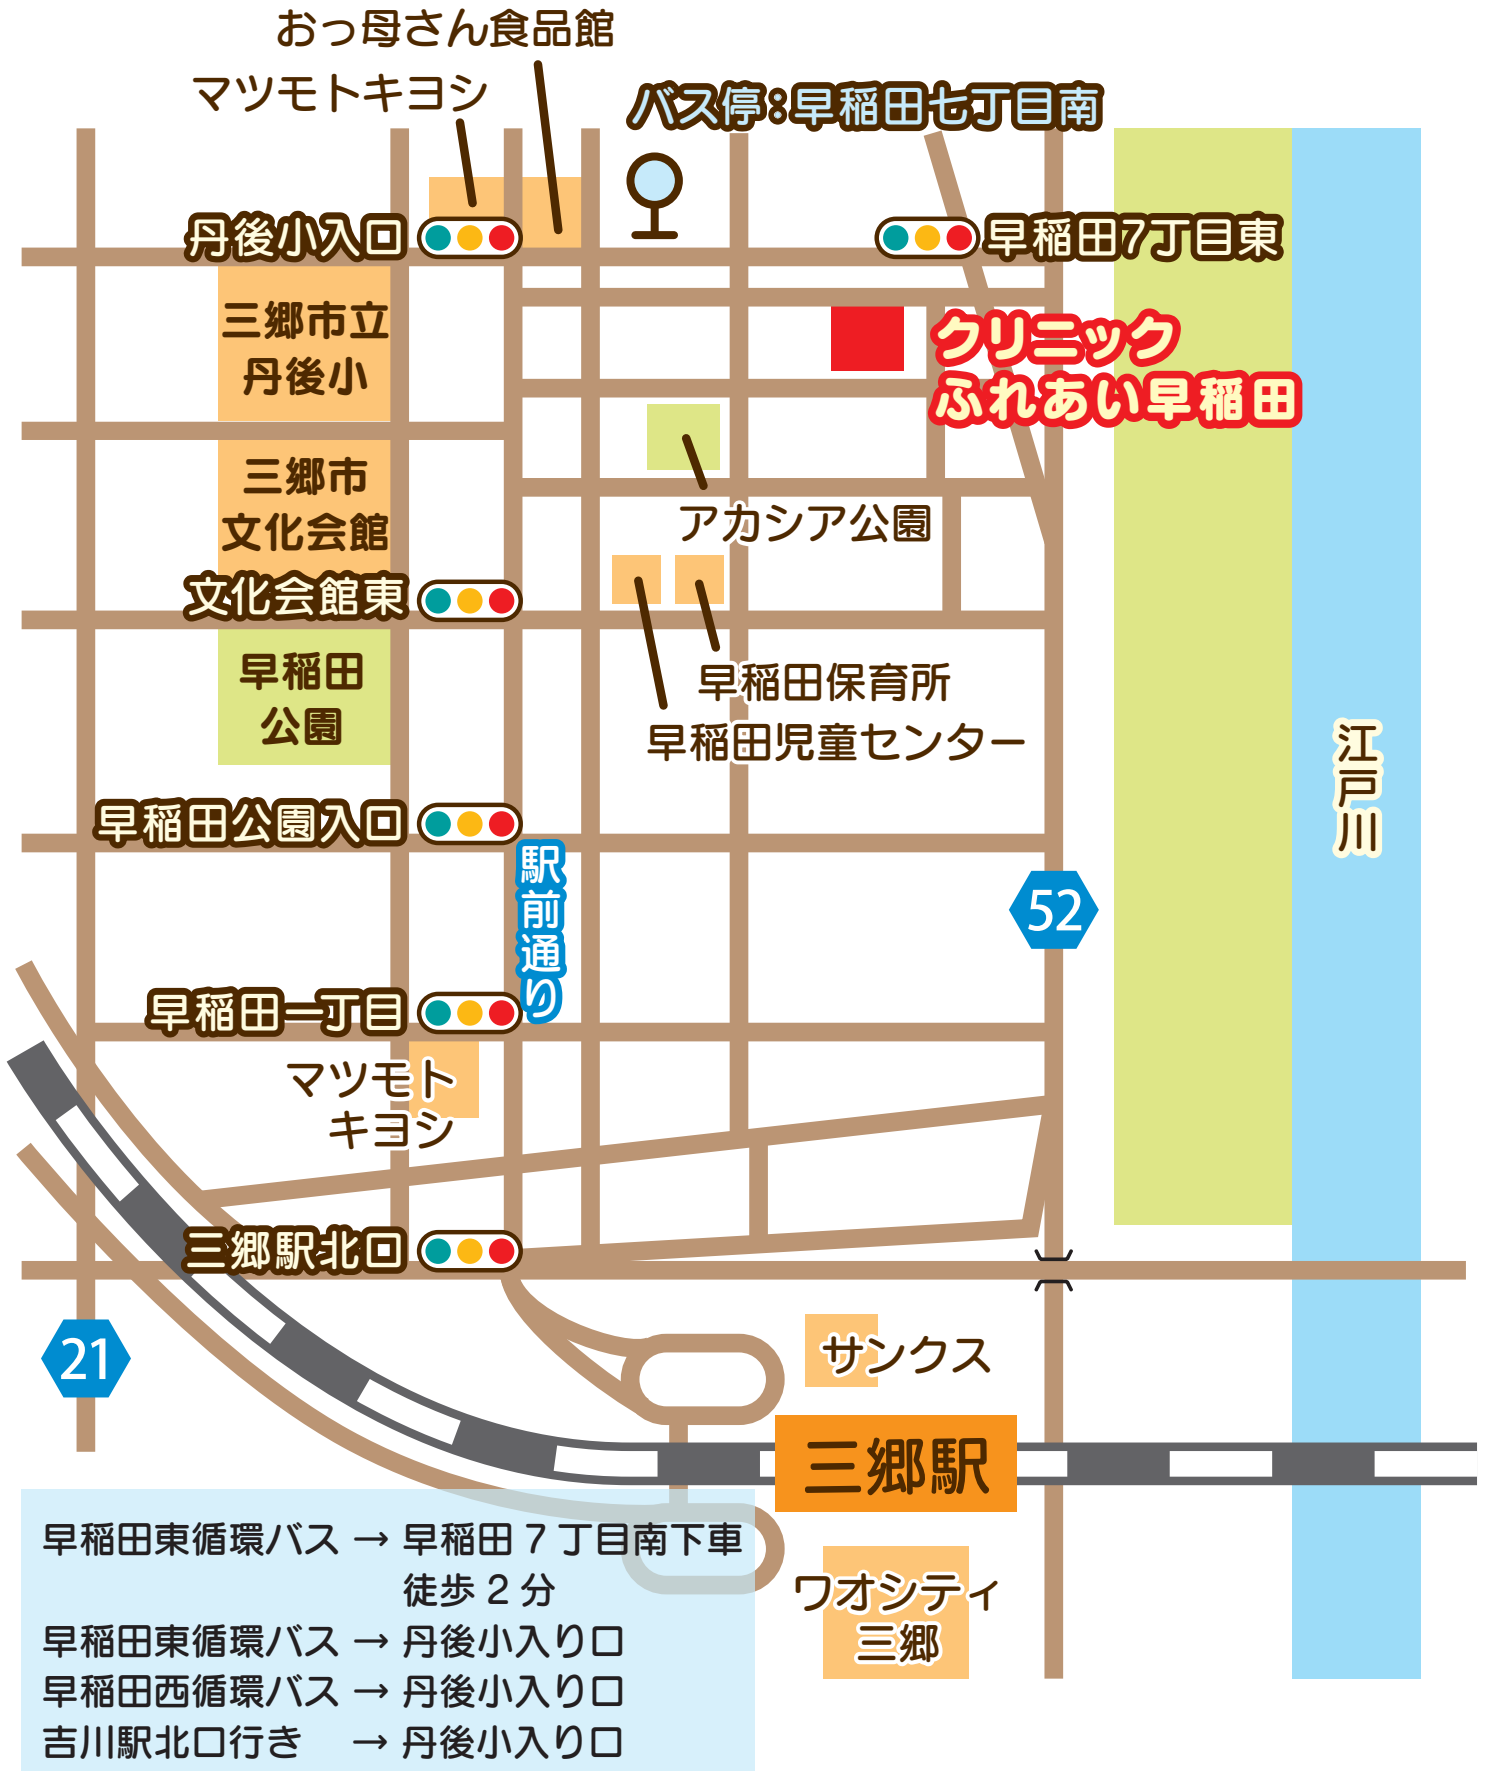 おっ母さん食品館
マツモトキヨシ
バス停：早稲田七丁目南
丹後小入口
早稲田7丁目東
三郷市立
丹後小
クリニック
ふれあい早稲田
三郷市
文化会館
アカシア公園
文化会館東
早稲田
公園
早稲田保育所
早稲田児童センター
江戸川
早稲田公園入口
駅前通り
52
早稲田一丁目
マツモト
キヨシ
三郷駅北口
21
サンクス
三郷駅
早稲田東循環バス → 早稲田７丁目南下車
徒歩２分
早稲田東循環バス → 丹後小入り口
早稲田西循環バス → 丹後小入り口
吉川駅北口行き → 丹後小入り口
ワオシティ
三郷